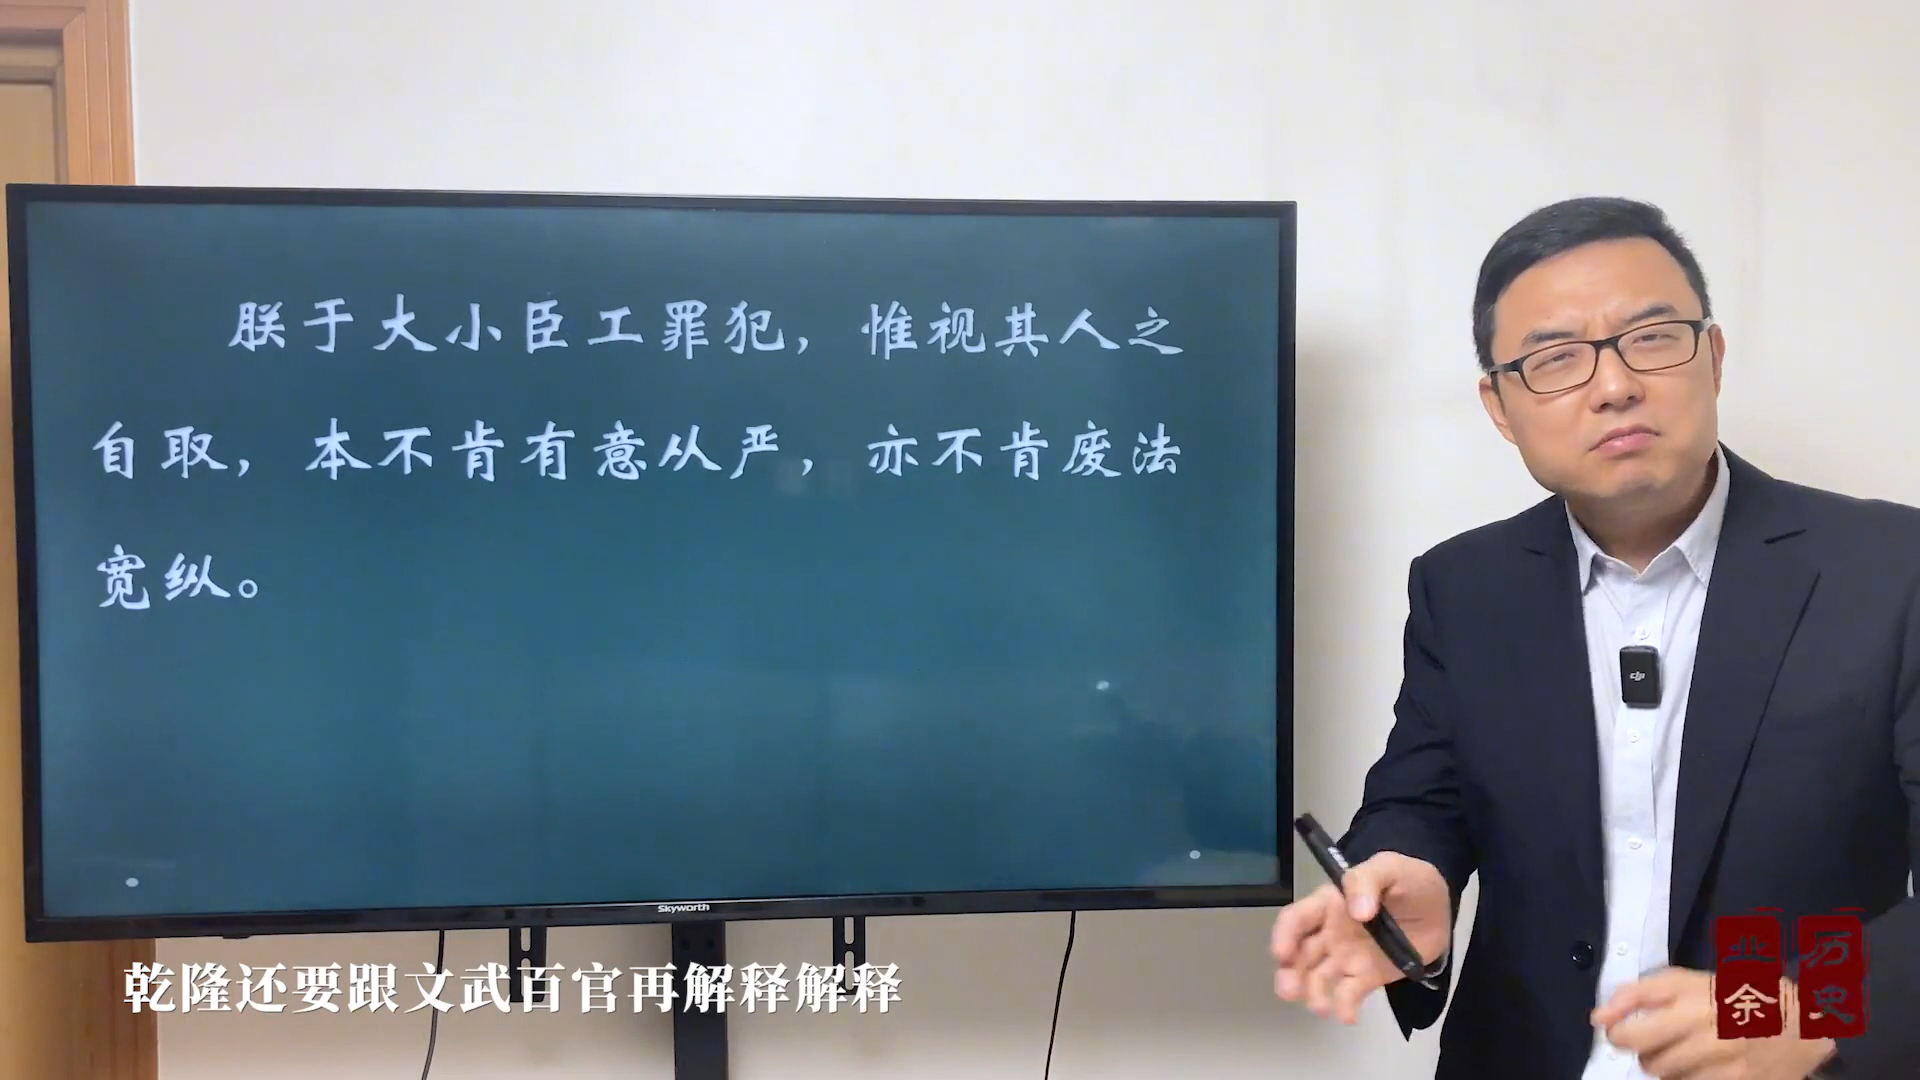 朕于大小臣工罪犯，惟视其人之
自取，本不肯有意从严，亦不肯废法
宽纵。
Skyworth
dji
乾隆还要跟文武百官再解释解释
历史
业余